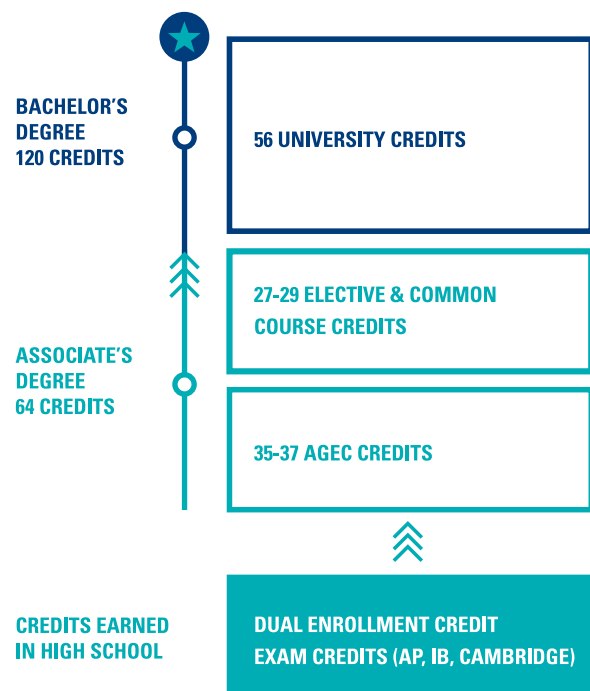 BACHELOR'S
DEGREE
120 CREDITS
56 UNIVERSITY CREDITS
27-29 ELECTIVE & COMMON
COURSE CREDITS
ASSOCIATE'S
DEGREE
64 CREDITS
35-37 AGEC CREDITS
CREDITS EARNED
IN HIGH SCHOOL
DUAL ENROLLMENT CREDIT
EXAM CREDITS (AP, IB, CAMBRIDGE)